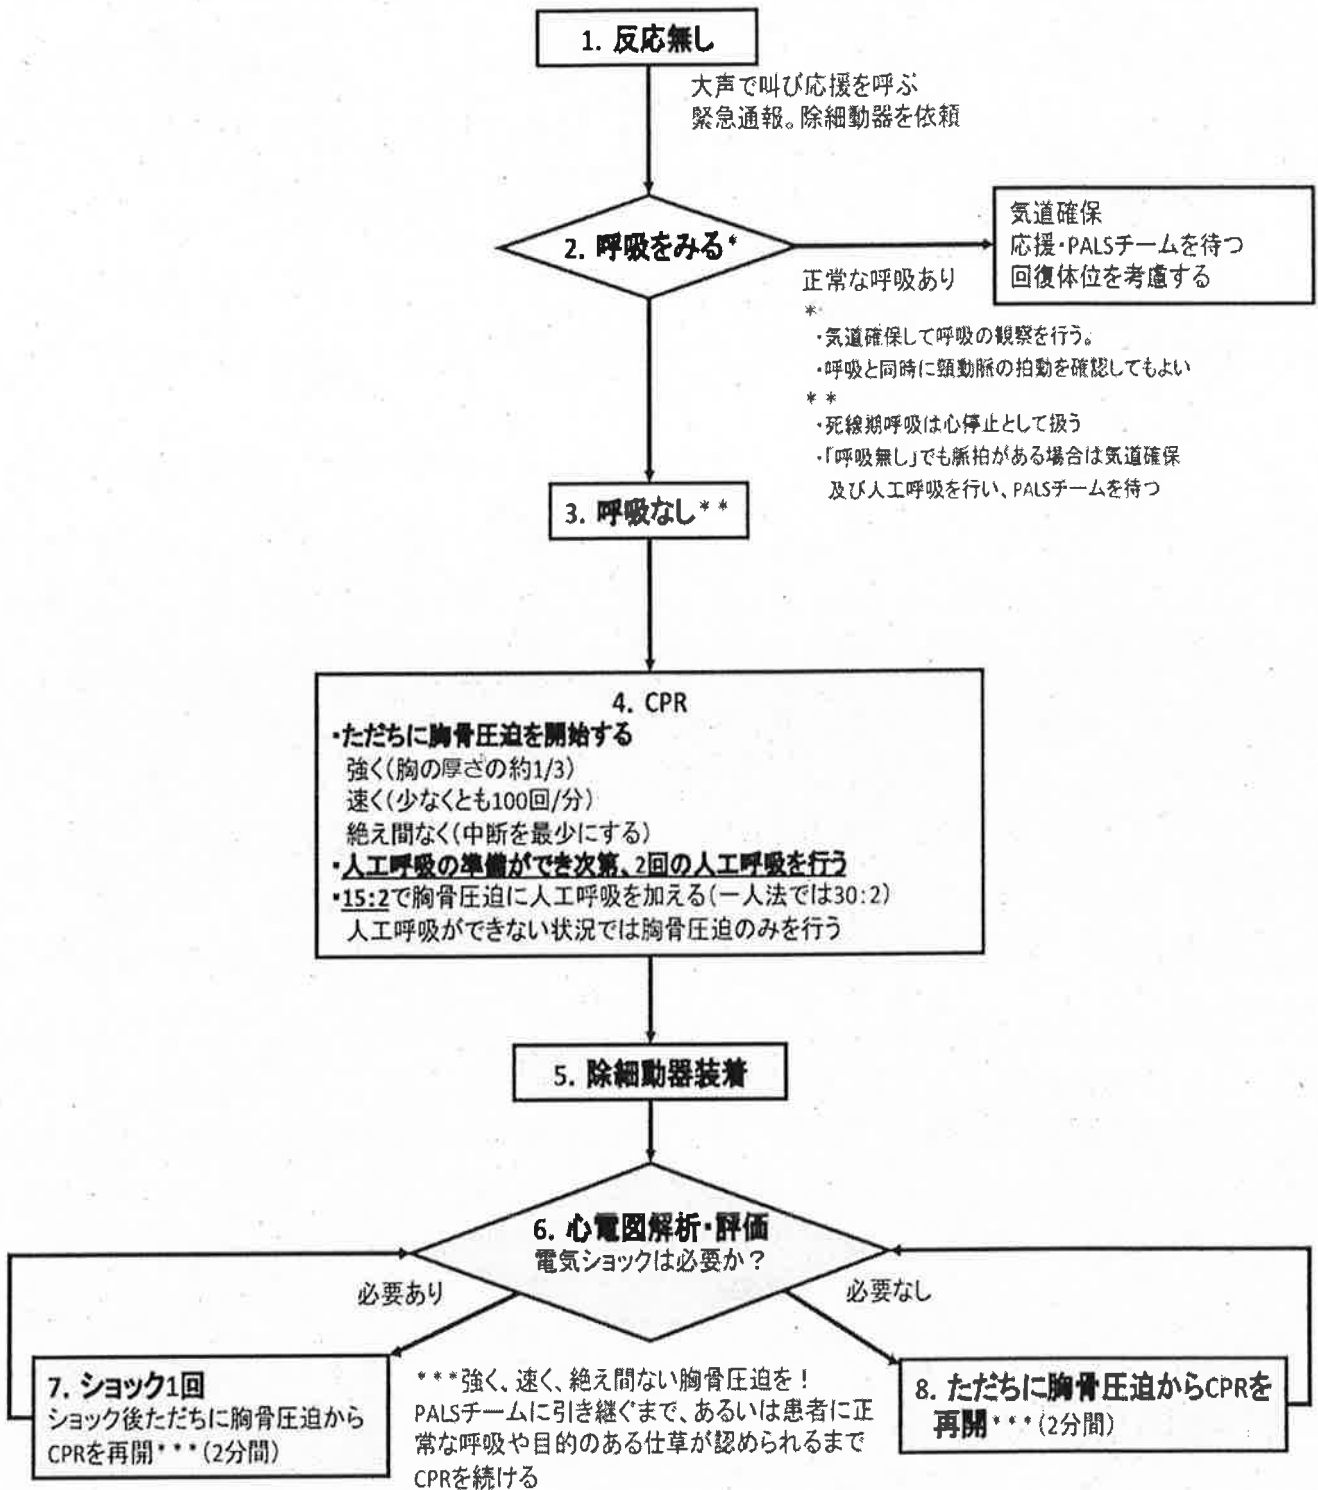 1. 反応無し
大声で叫び応援を呼ぶ
緊急通報。除細動器を依頼
2. 呼吸をみる*
正常な呼吸あり
気道確保
応援・PALSチームを待つ
回復体位を考慮する
*
・気道確保して呼吸の観察を行う。
・呼吸と同時に頸動脈の拍動を確認してもよい
**
・死線期呼吸は心停止として扱う
・「呼吸無し」でも脈拍がある場合は気道確保
及び人工呼吸を行い、PALSチームを待つ
3. 呼吸なし**
4. CPR
・ただちに胸骨圧迫を開始する
強く(胸の厚さの約1/3)
速く(少なくとも100回/分)
絶え間なく(中断を最少にする)
・人工呼吸の準備ができ次第、2回の人工呼吸を行う
・15:2で胸骨圧迫に人工呼吸を加える(一人法では30:2)
人工呼吸ができない状況では胸骨圧迫のみを行う
5. 除細動器装着
6. 心電図解析・評価
電気ショックは必要か?
必要あり
必要なし
7. ショック1回
ショック後ただちに胸骨圧迫から
CPRを再開***(2分間)
***強く、速く、絶え間ない胸骨圧迫を!
PALSチームに引き継ぐまで、あるいは患者に正
常な呼吸や目的のある仕草が認められるまで
CPRを続ける
8. ただちに胸骨圧迫からCPRを
再開***(2分間)